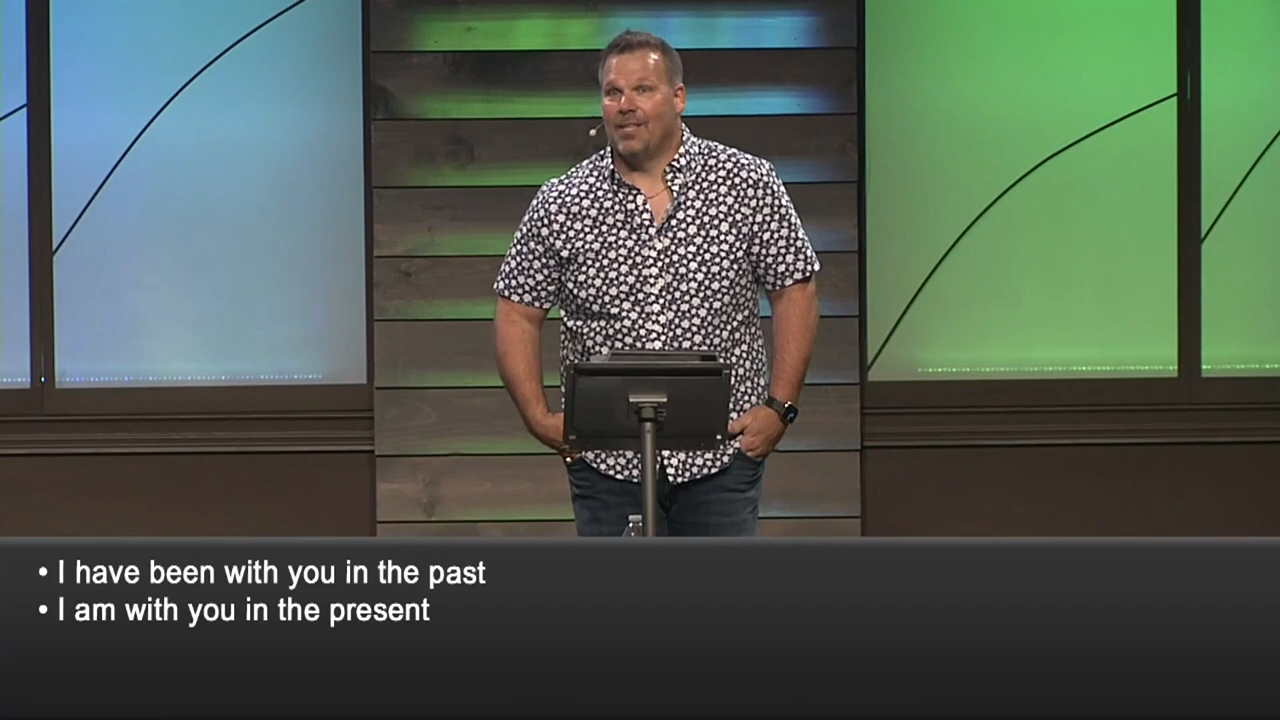 • I have been with you in the past
• I am with you in the present